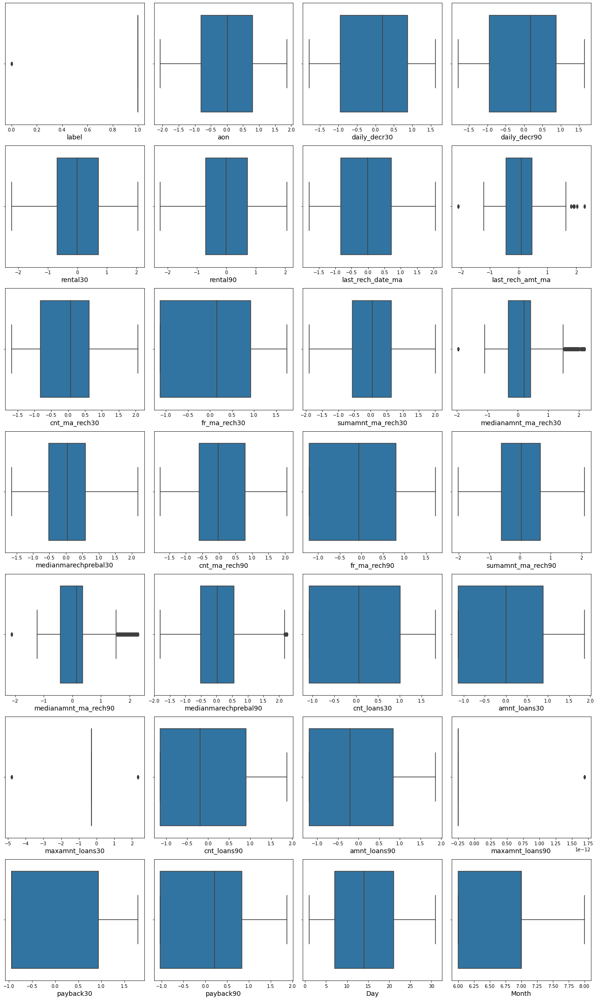 0.0 0.2 0.4 0.6 0.8 1.0
label
−2.0 −1.5 −1.0 −0.5 0.0 0.5 1.0 1.5 2.0
aon
−1.5 −1.0 −0.5 0.0 0.5 1.0 1.5
daily_decr30
−1.5 −1.0 −0.5 0.0 0.5 1.0 1.5
daily_decr90
−2 −1 0 1 2
rental30
−2 −1 0 1 2
rental90
−1.5 −1.0 −0.5 0.0 0.5 1.0 1.5 2.0
last_rech_date_ma
−2 −1 0 1 2
last_rech_amt_ma
−1.5 −1.0 −0.5 0.0 0.5 1.0 1.5 2.0
cnt_ma_rech30
−1.0 −0.5 0.0 0.5 1.0 1.5
fr_ma_rech30
−2.0 −1.5 −1.0 −0.5 0.0 0.5 1.0 1.5 2.0
sumamnt_ma_rech30
−2 −1 0 1 2
medianamnt_ma_rech30
−1.5 −1.0 −0.5 0.0 0.5 1.0 1.5 2.0
medianmarechprebal30
−1.5 −1.0 −0.5 0.0 0.5 1.0 1.5 2.0
cnt_ma_rech90
−1.0 −0.5 0.0 0.5 1.0 1.5
fr_ma_rech90
−2 −1 0 1 2
sumamnt_ma_rech90
−2 −1 0 1 2
medianamnt_ma_rech90
−2.0 −1.5 −1.0 −0.5 0.0 0.5 1.0 1.5 2.0
medianmarechprebal90
−1.0 −0.5 0.0 0.5 1.0 1.5
cnt_loans30
−1.0 −0.5 0.0 0.5 1.0 1.5 2.0
amnt_loans30
−5 −4 −3 −2 −1 0 1 2
maxamnt_loans30
−1.0 −0.5 0.0 0.5 1.0 1.5 2.0
cnt_loans90
−1.0 −0.5 0.0 0.5 1.0 1.5 2.0
amnt_loans90
−0.25 0.00 0.25 0.50 0.75 1.00 1.25 1.50 1.75
1e−12
maxamnt_loans90
−1.0 −0.5 0.0 0.5 1.0 1.5
payback30
−1.0 −0.5 0.0 0.5 1.0 1.5 2.0
payback90
0 5 10 15 20 25 30
Day
6.00 6.25 6.50 6.75 7.00 7.25 7.50 7.75 8.00
Month